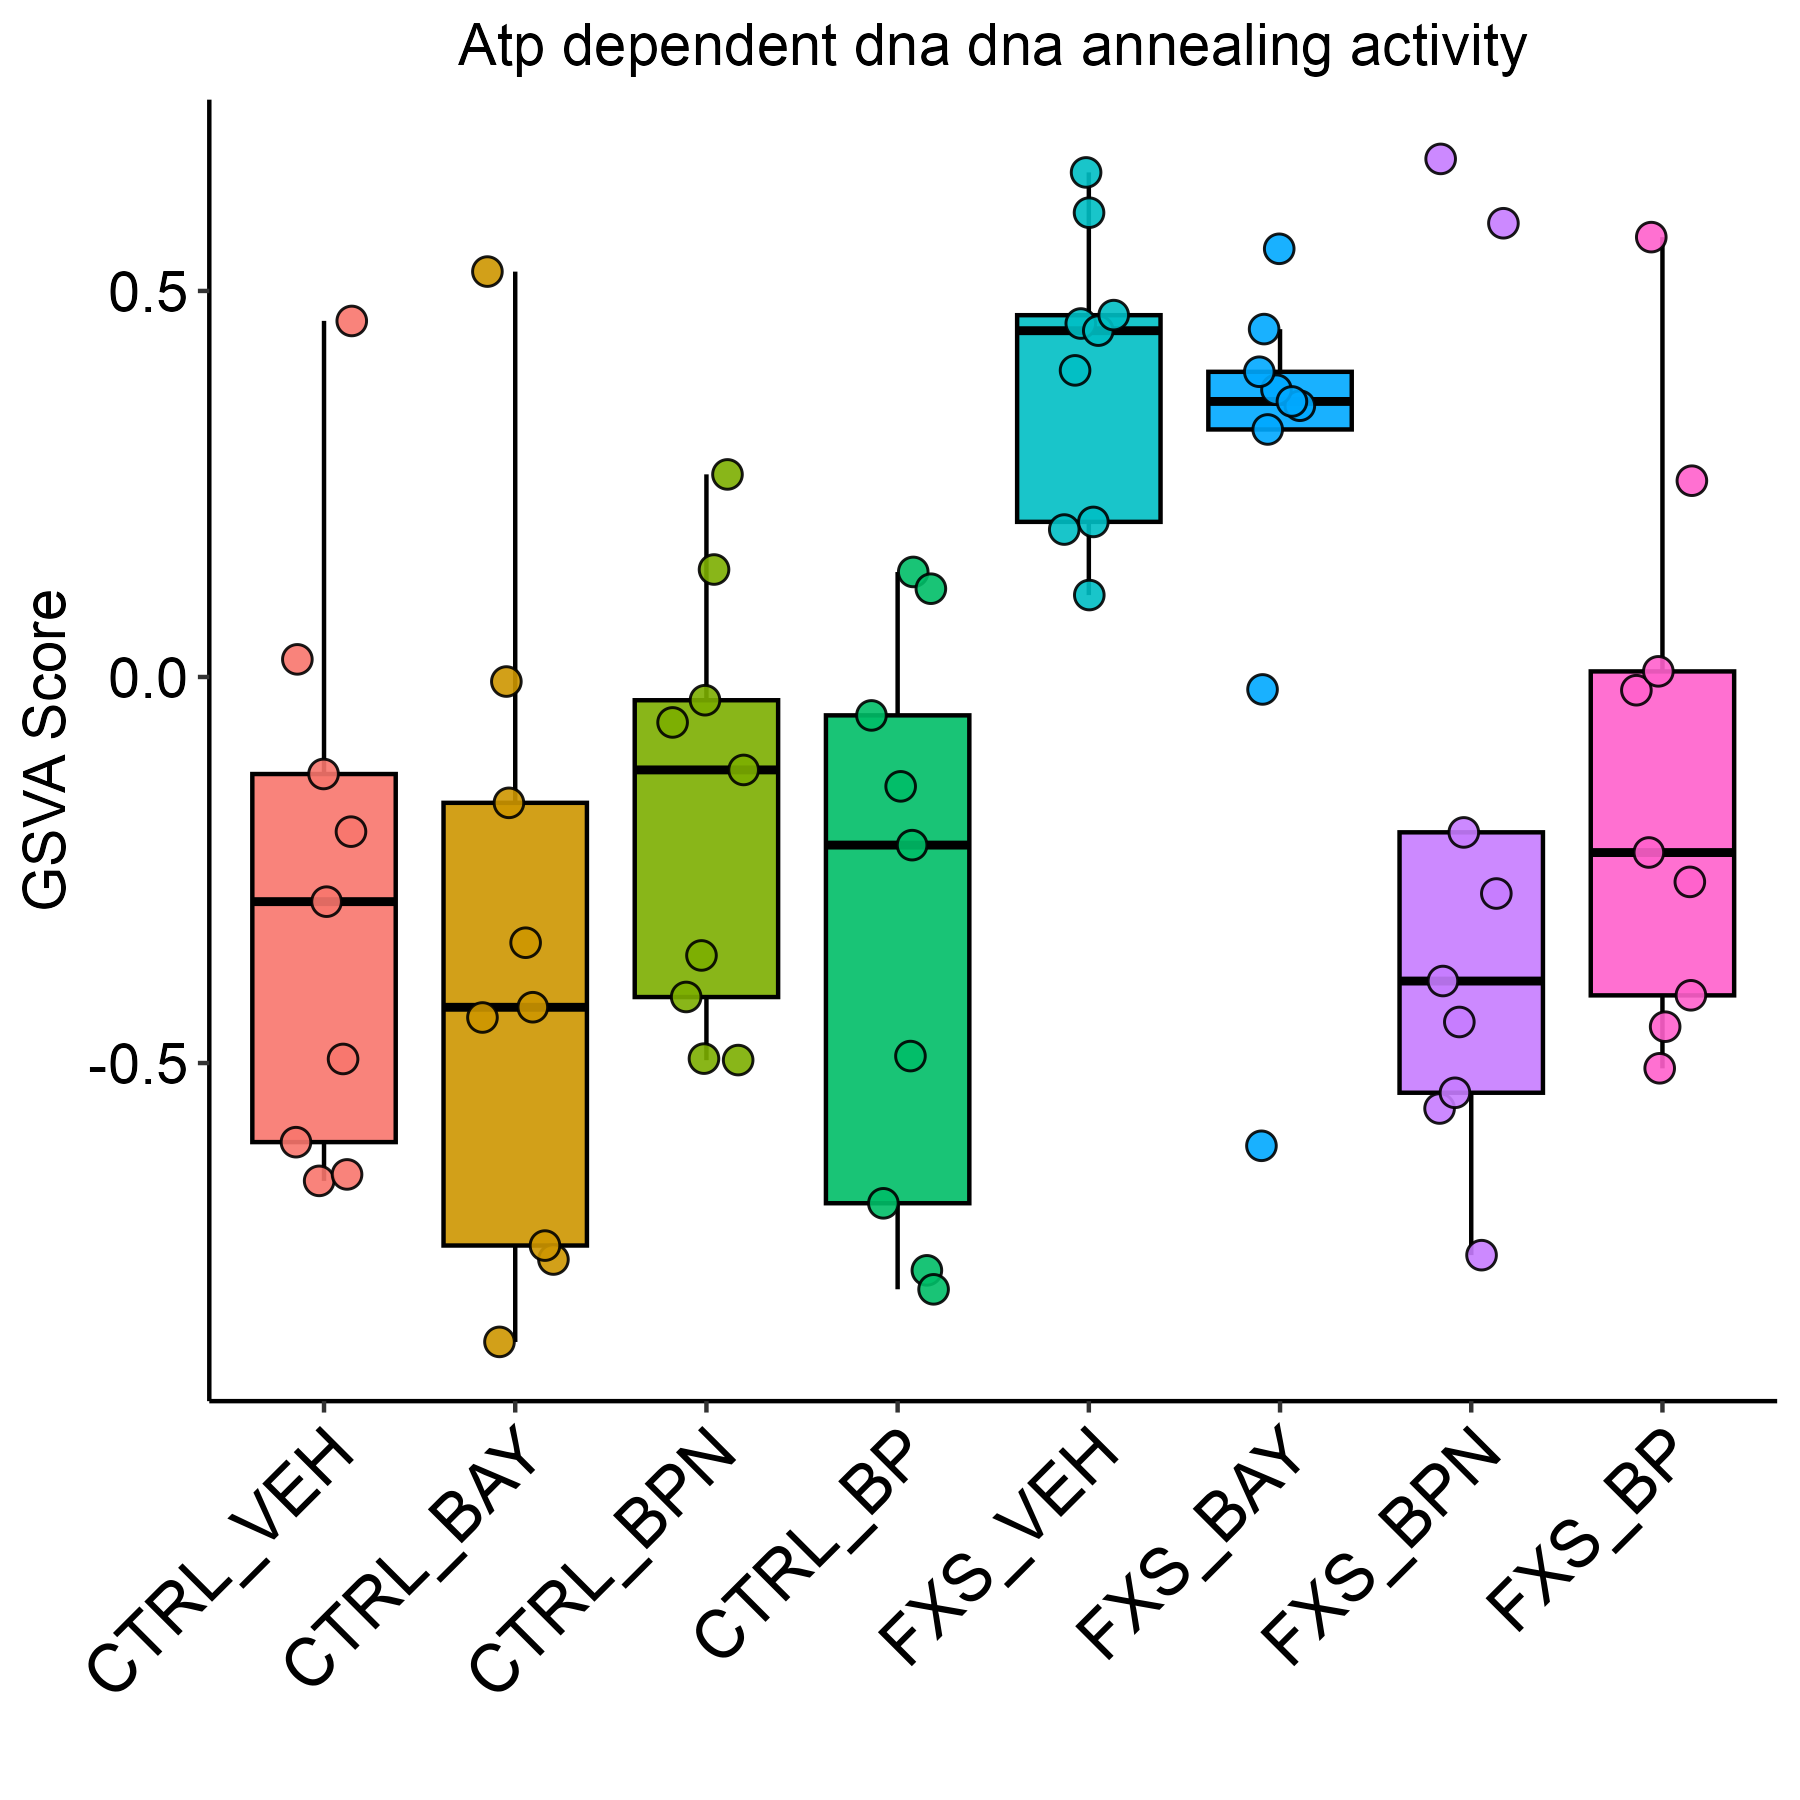 Atp dependent dna dna annealing activity
GSVA Score
0.5
0.0
-0.5
CTRL_VEH
CTRL_BAY
CTRL_BPN
CTRL_BP
FXS_VEH
FXS_BAY
FXS_BPN
FXS_BP